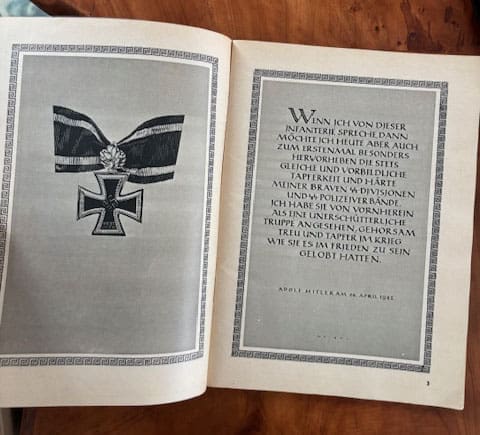 WENN ICH VON DIESER
INFANTERIE SPRECHE, DANN
MÖCHTE ICH HEUTE ABER AUCH
ZUM ERSTENMAL BESONDERS
HERVORHEBEN DIE STETS
GLEICHE UND VORBILDLICHE
TAPFERKEIT UND HÄRTE
MEINER BRAVEN ᛋᛋ-DIVISIONEN
UND ᛋᛋ-POLIZEIVERBÄNDE.
ICH HABE SIE VON VORNHEREIN
ALS EINE UNERSCHÜTTERLICHE
TRUPPE ANGESEHEN, GEHORSAM
TREU UND TAPFER IM KRIEG
WIE SIE ES IM FRIEDEN ZU SEIN
GELOBT HATTEN.
ADOLF HITLER AM 26. APRIL 1942
3